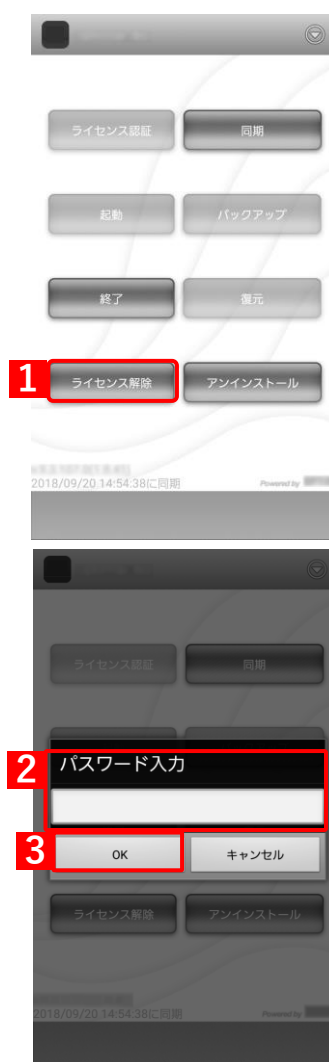 ライセンス認証
同期
起動
バックアップ
終了
復元
1
ライセンス解除
アンインストール
2018/09/20 14:54:38に同期
Powered by
ライセンス認証
同期
2
パスワード入力
3
OK
キャンセル
ライセンス解除
アンインストール
2018/09/20 14:54:38に同期
Powered by